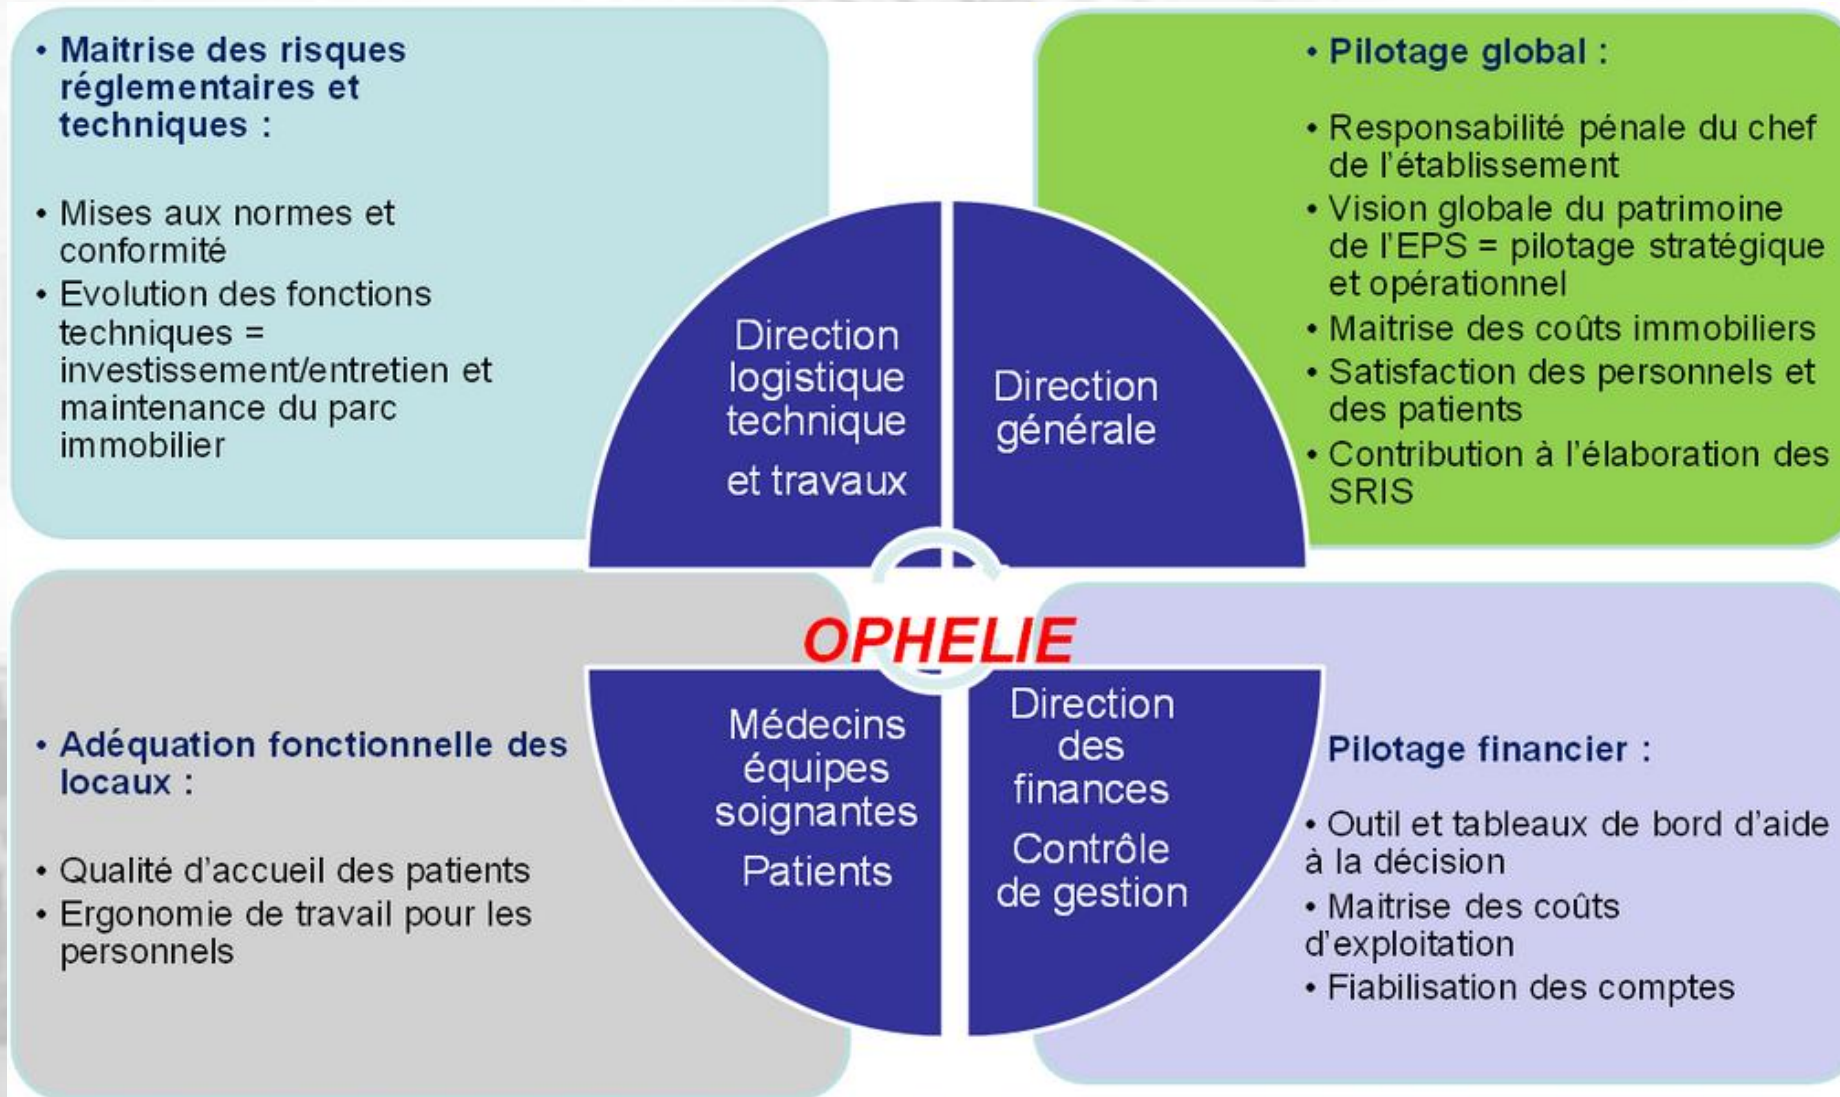 • Maitrise des risques
réglementaires et
techniques :
• Mises aux normes et
conformité
• Evolution des fonctions
techniques =
investissement/entretien et
maintenance du parc
immobilier
Direction
logistique
technique
et travaux
Direction
générale
• Pilotage global :
• Responsabilité pénale du chef
de l'établissement
• Vision globale du patrimoine
de l'EPS = pilotage stratégique
et opérationnel
• Maitrise des coûts immobiliers
• Satisfaction des personnels et
des patients
• Contribution à l'élaboration des
SRIS
OPHELIE
• Adéquation fonctionnelle des
locaux :
• Qualité d'accueil des patients
• Ergonomie de travail pour les
personnels
Médecins
équipes
soignantes
Patients
Direction
des
finances
Contrôle
de gestion
Pilotage financier :
• Outil et tableaux de bord d'aide
à la décision
• Maitrise des coûts
d'exploitation
• Fiabilisation des comptes